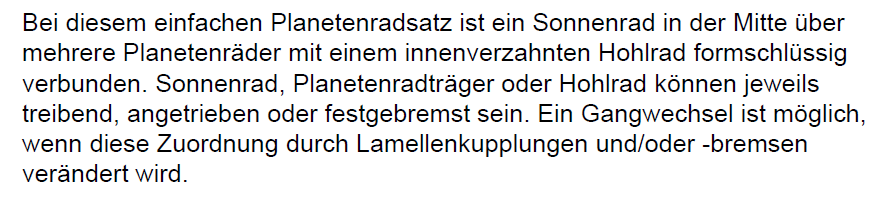 Bei diesem einfachen Planetenradsatz ist ein Sonnenrad in der Mitte über
mehrere Planetenräder mit einem innenverzahnten Hohlrad formschlüssig
verbunden. Sonnenrad, Planetenradträger oder Hohlrad können jeweils
treibend, angetrieben oder festgebremst sein. Ein Gangwechsel ist möglich,
wenn diese Zuordnung durch Lamellenkupplungen und/oder -bremsen
verändert wird.